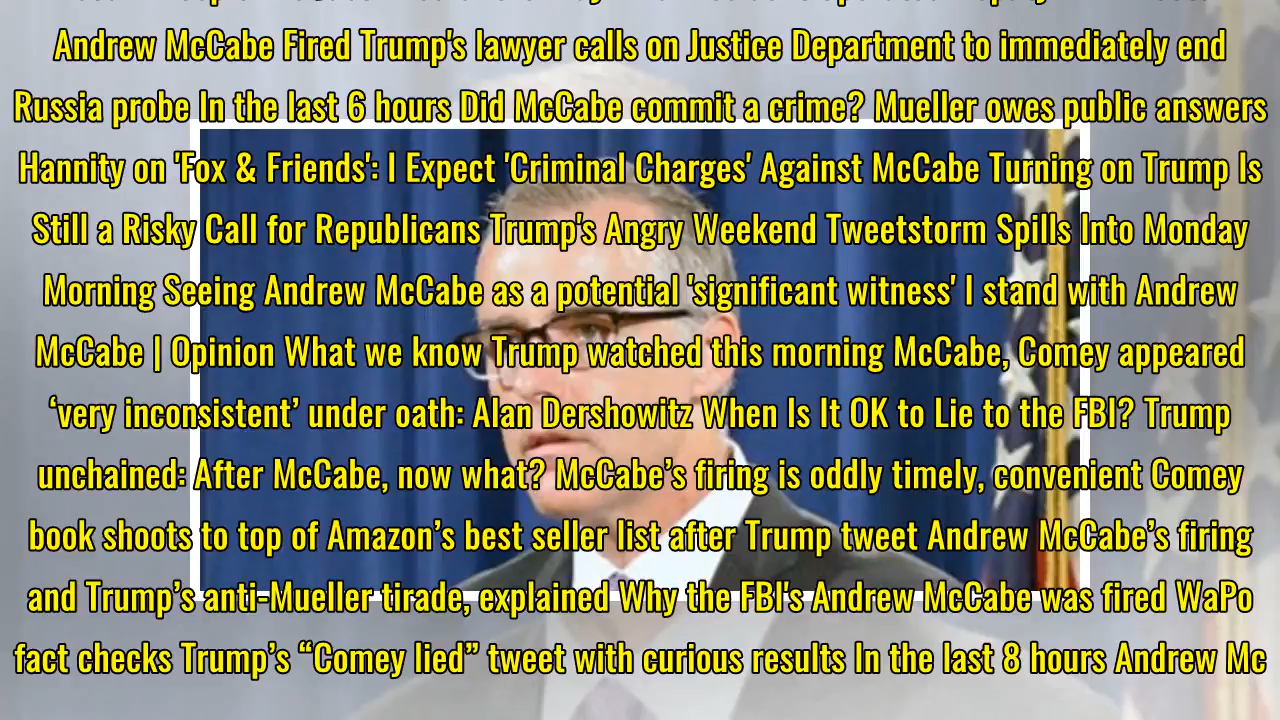 Andrew McCabe Fired Trump's lawyer calls on Justice Department to immediately end
Russia probe In the last 6 hours Did McCabe commit a crime? Mueller owes public answers
Hannity on 'Fox & Friends': I Expect 'Criminal Charges' Against McCabe Turning on Trump Is
Still a Risky Call for Republicans Trump's Angry Weekend Tweetstorm Spills Into Monday
Morning Seeing Andrew McCabe as a potential 'significant witness' I stand with Andrew
McCabe | Opinion What we know Trump watched this morning McCabe, Comey appeared
‘very inconsistent’ under oath: Alan Dershowitz When Is It OK to Lie to the FBI? Trump
unchained: After McCabe, now what? McCabe’s firing is oddly timely, convenient Comey
book shoots to top of Amazon’s best seller list after Trump tweet Andrew McCabe’s firing
and Trump’s anti-Mueller tirade, explained Why the FBI's Andrew McCabe was fired WaPo
fact checks Trump’s “Comey lied” tweet with curious results In the last 8 hours Andrew Mc